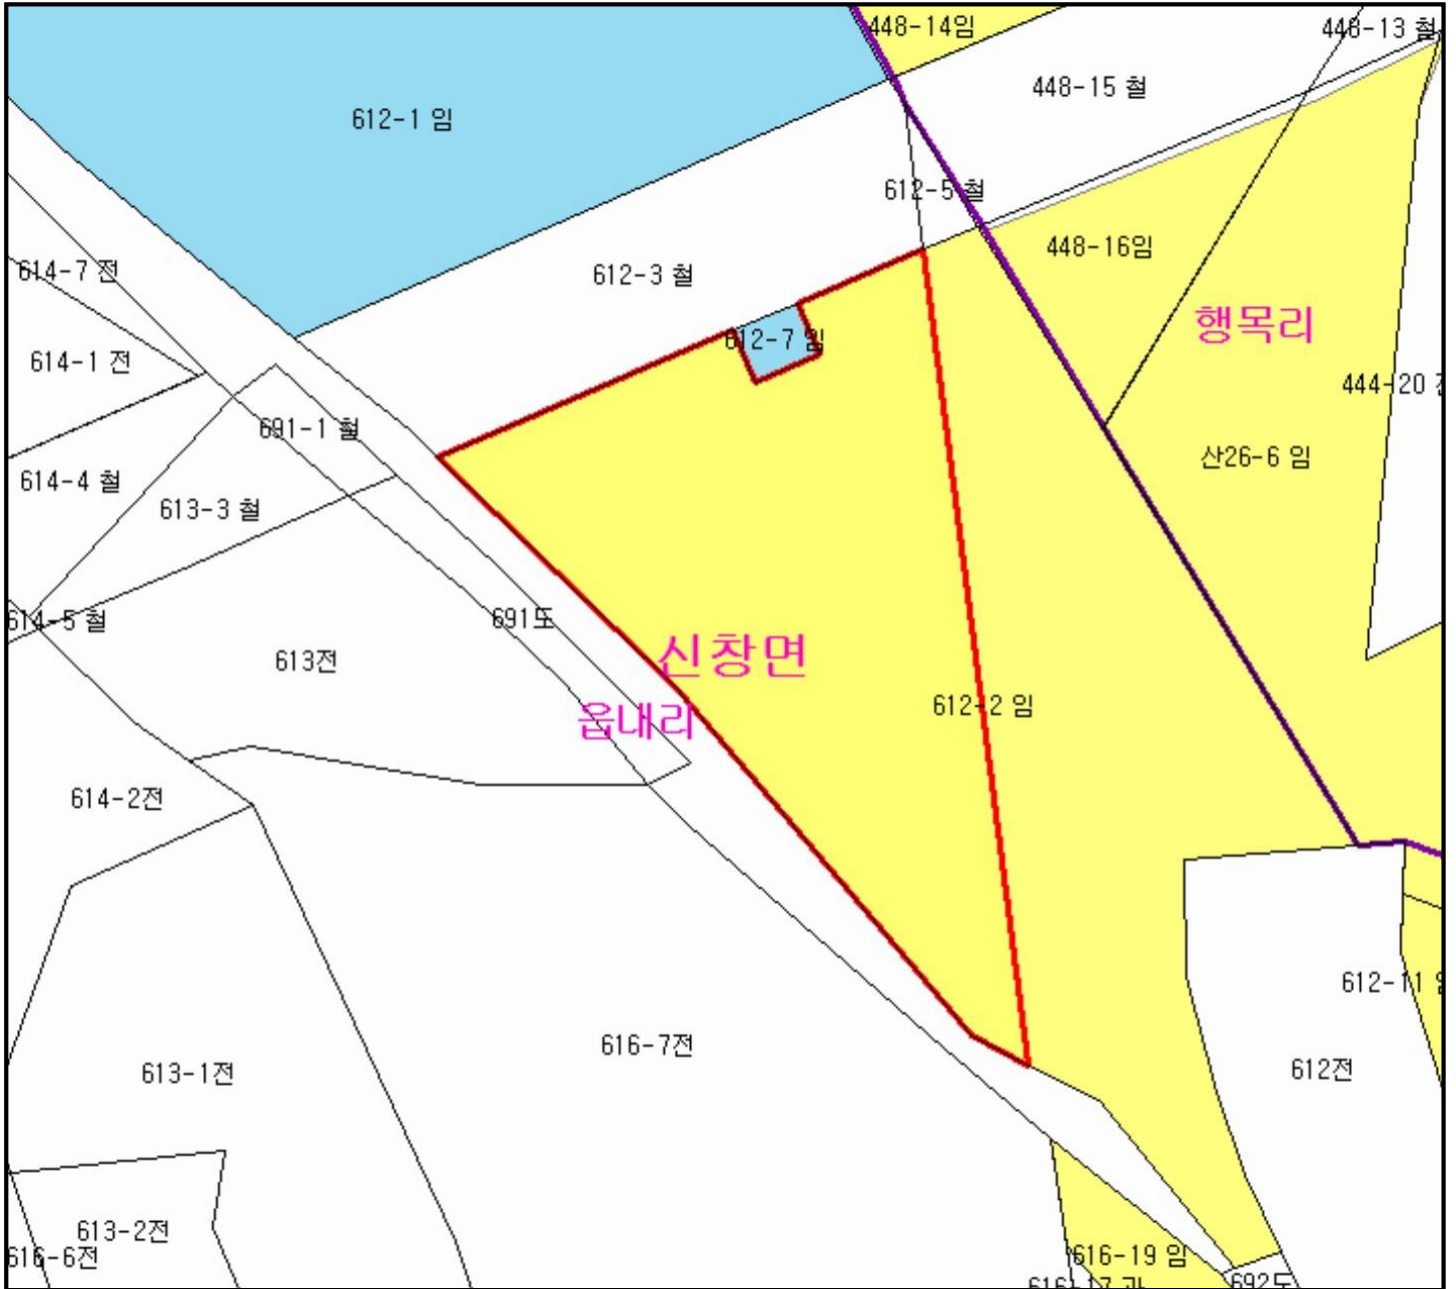 448-14임
448-13 철
448-15 철
612-1 임
612-5 철
448-16임
614-7 전
612-3 철
행목리
612-7 임
614-1 전
444-20
691-1 철
산26-6 임
614-4 철
613-3 철
614-5 철
691도
613전
신창면
612-2 임
읍내리
614-2전
612-11 임
616-7전
613-1전
612전
613-2전
616-6전
616-19 임
616-17 과
692도